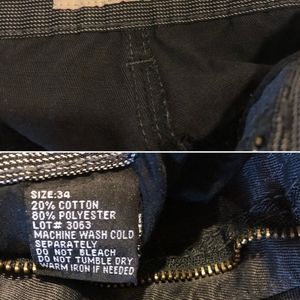 SIZE:34
20% COTTON
80% POLYESTER
LOT# 3063
MACHINE WASH COLD
SEPARATELY
DO NOT BLEACH
DO NOT TUMBLE DRY
WARM IRON IF NEEDED